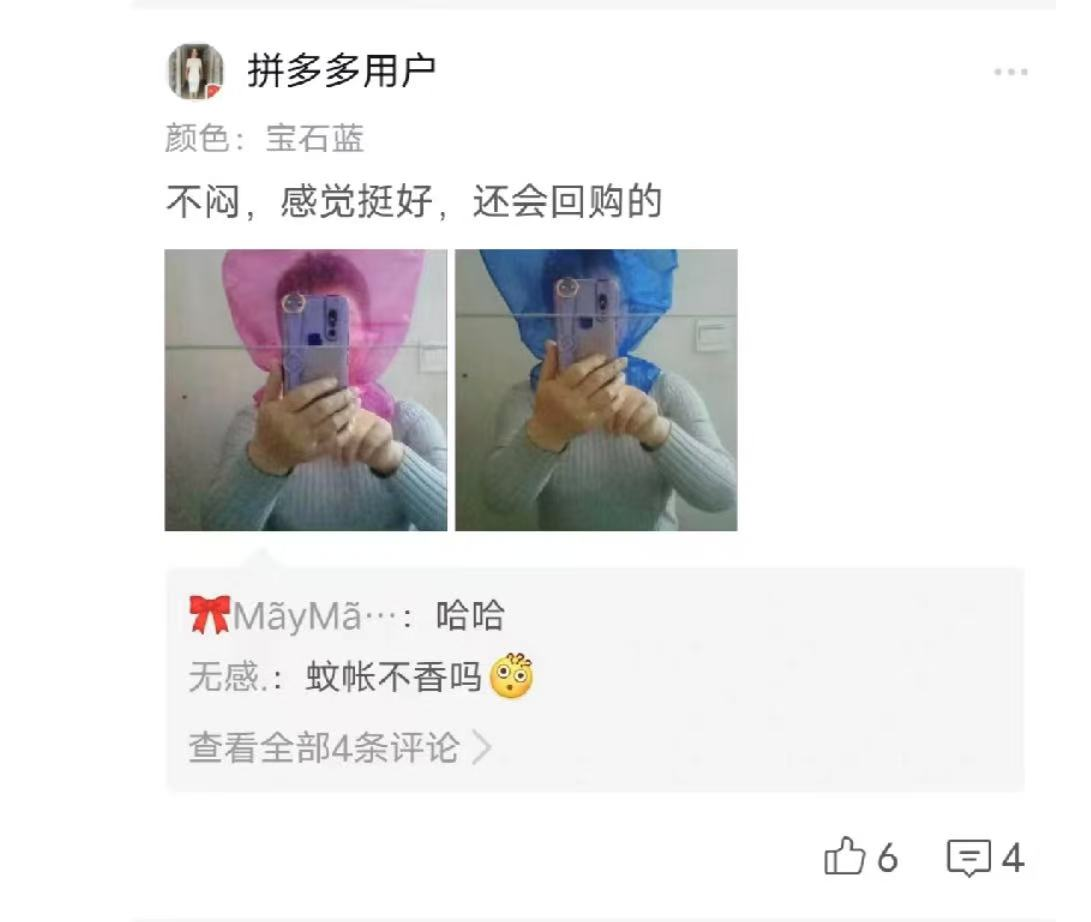 拼多多用户
颜色：宝石蓝
不闷，感觉挺好，还会回购的
🎀MãyMã…：哈哈
无感.：蚊帐不香吗
查看全部4条评论
6 4